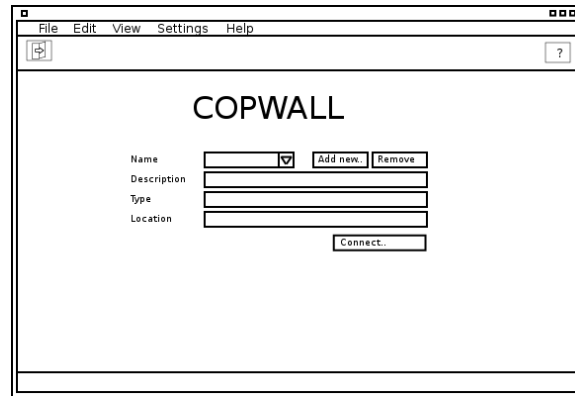 File Edit View Settings Help
?
COPWALL
Name Add new.. Remove
Description
Type
Location
Connect..